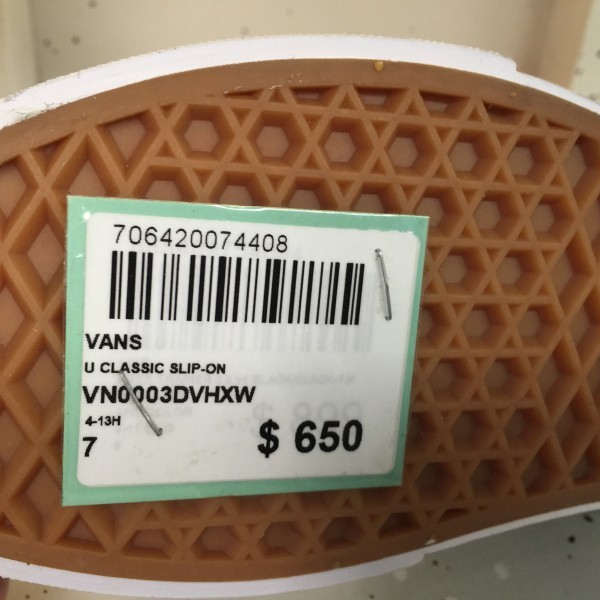 706420074408
VANS
U CLASSIC SLIP-ON
VN0003DVHXW
4-13H
7
$ 650